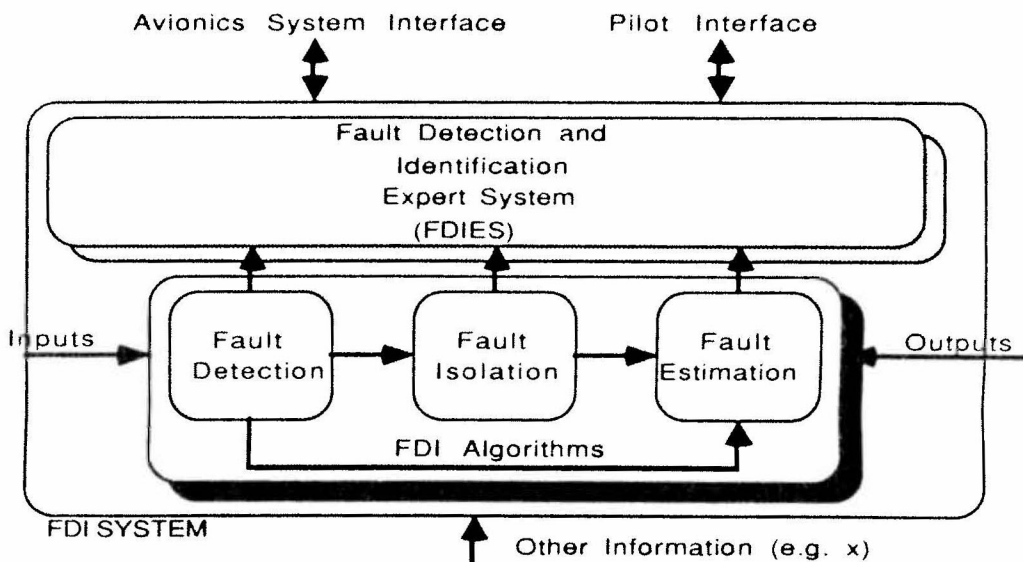 Avionics System Interface
Pilot Interface
Fault Detection and
Identification
Expert System
(FDIES)
Inputs
Fault
Detection
Fault
Isolation
Fault
Estimation
Outputs
FDI Algorithms
FDI SYSTEM
Other Information (e.g. x)